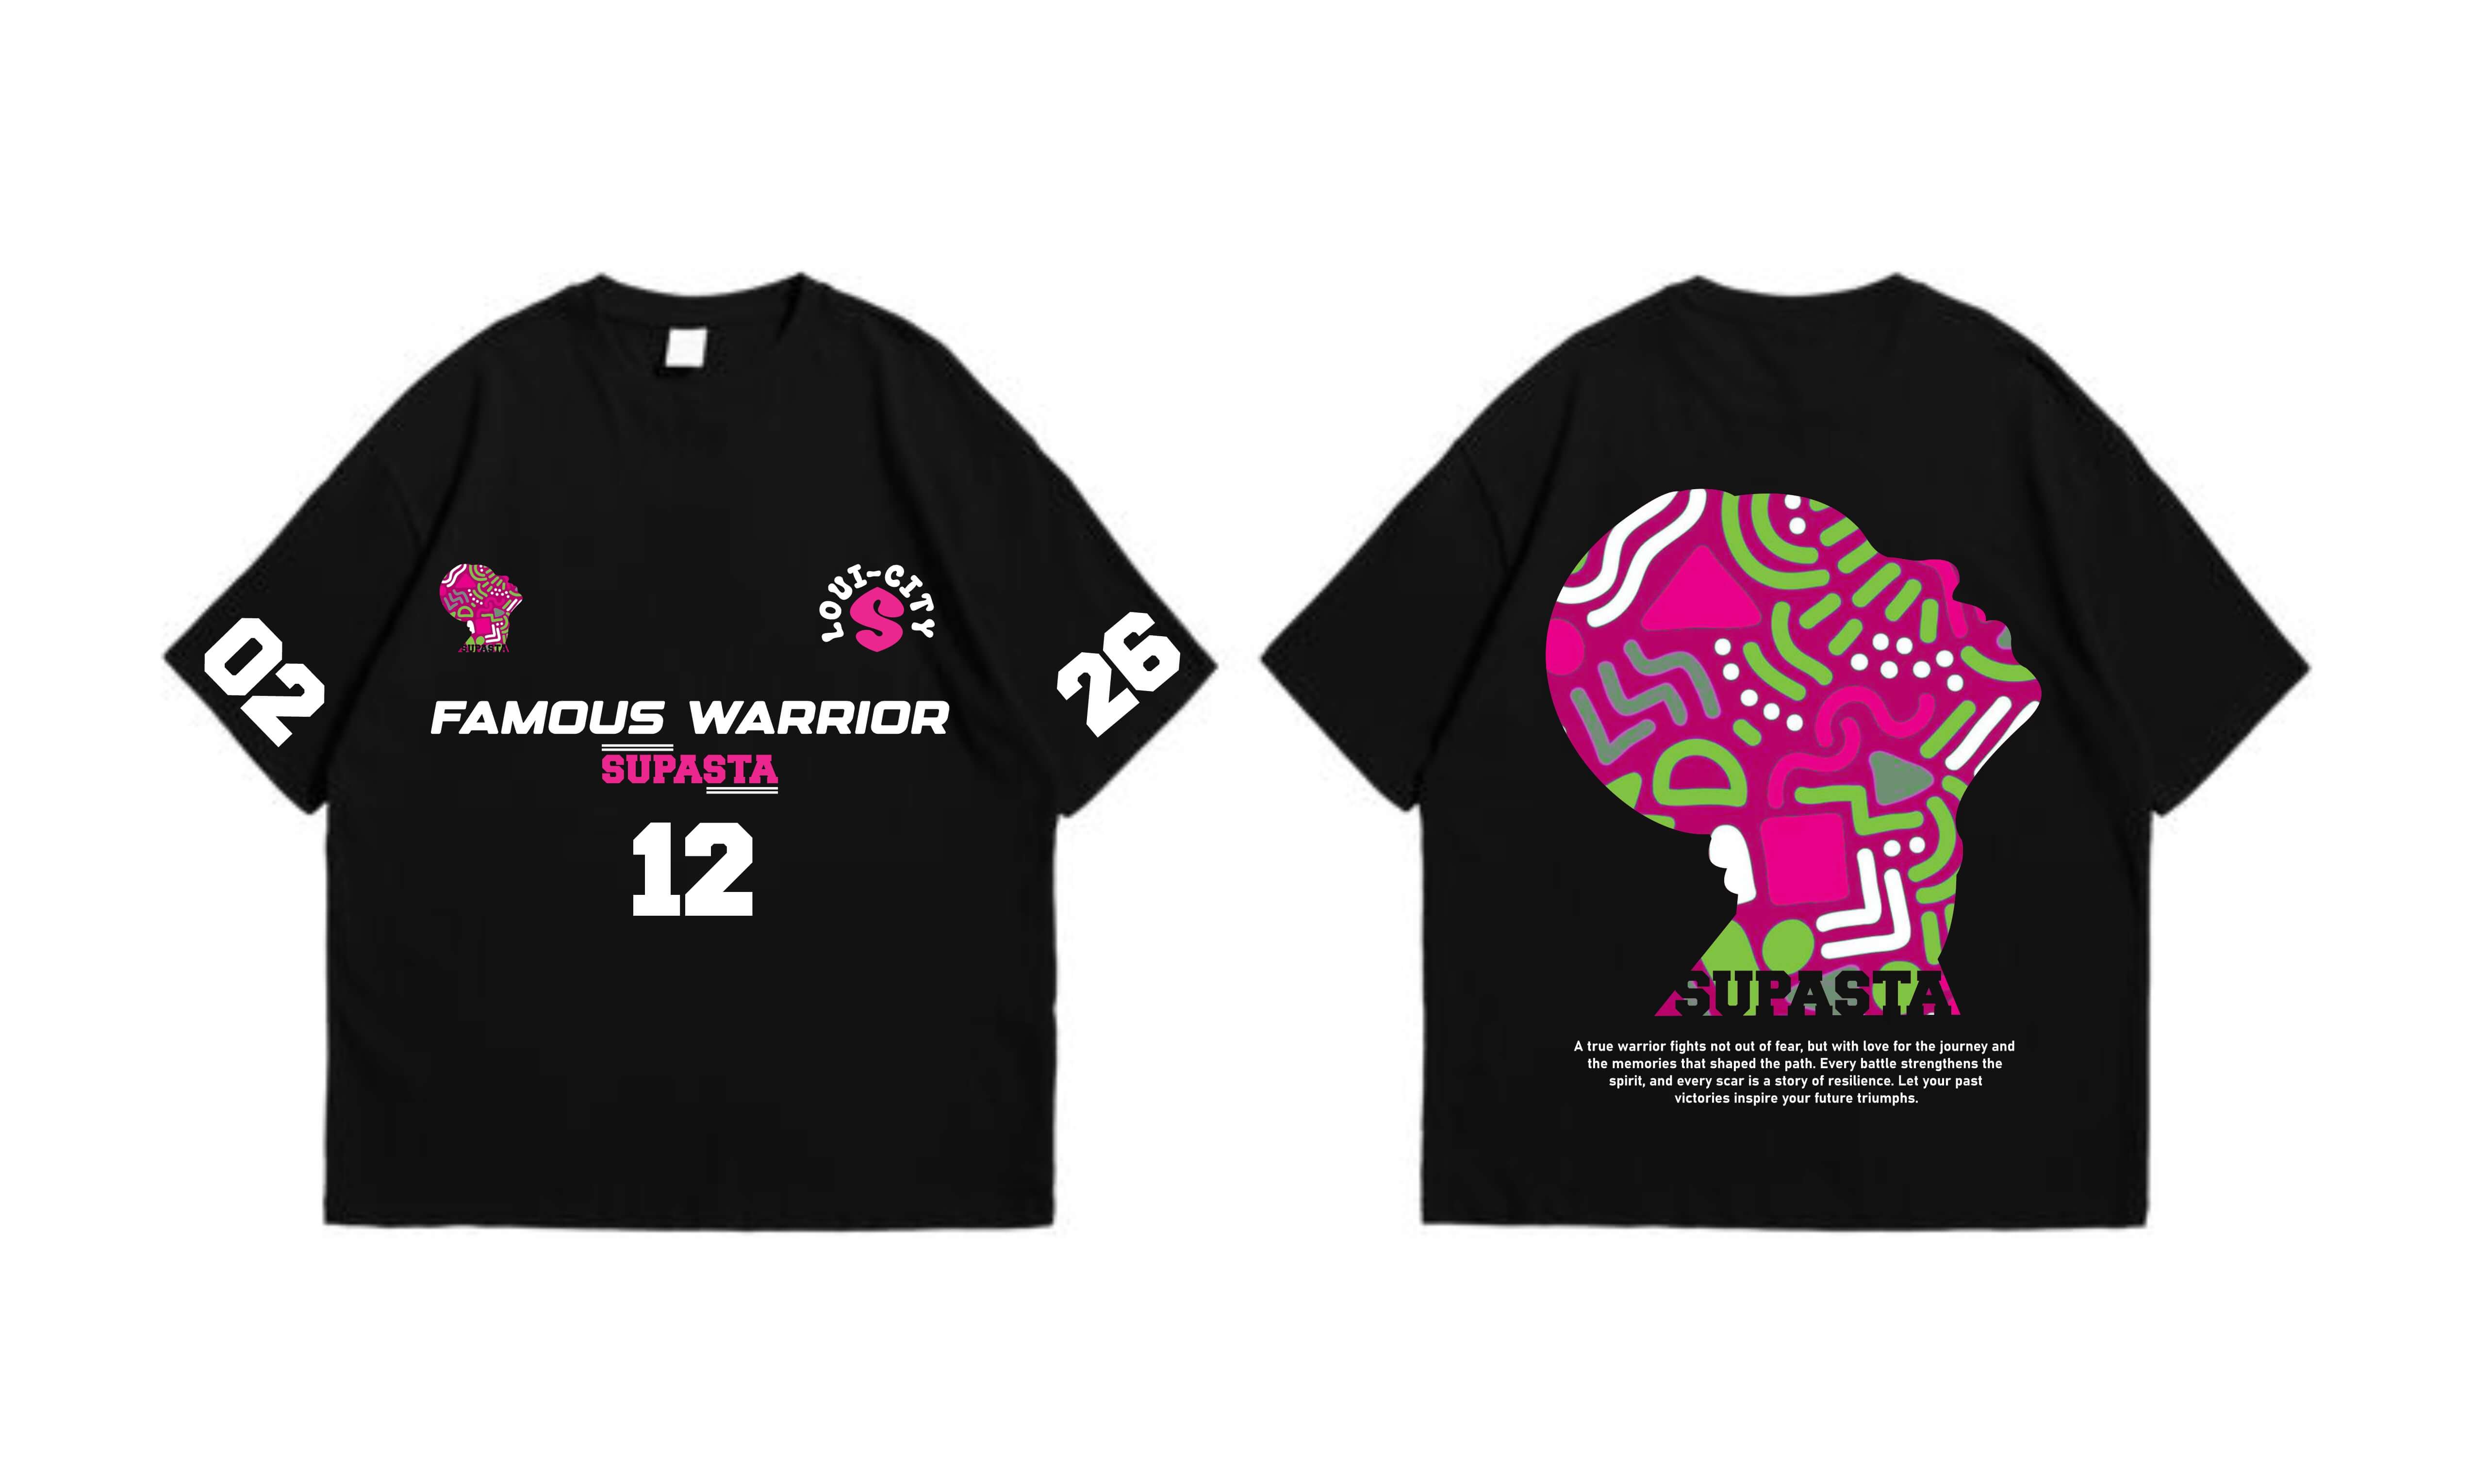 LOUI-CITY
S
SUPASTA
02
26
FAMOUS WARRIOR
SUPASTA
12
SUPASTA
A true warrior fights not out of fear, but with love for the journey and
the memories that shaped the path. Every battle strengthens the
spirit, and every scar is a story of resilience. Let your past
victories inspire your future triumphs.